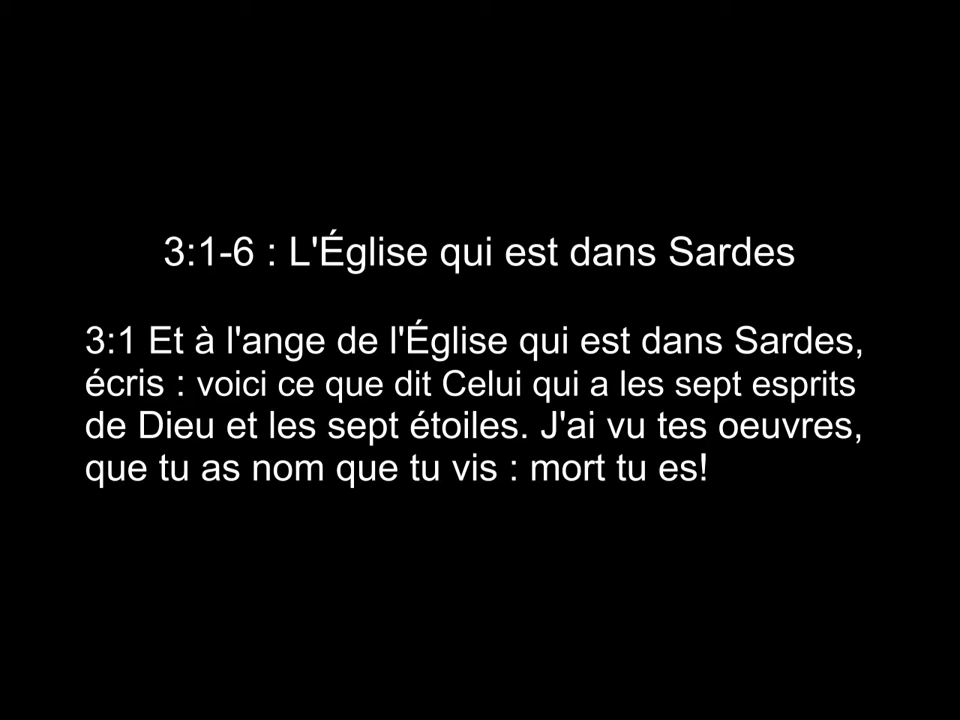 3:1-6 : L'Église qui est dans Sardes
3:1 Et à l'ange de l'Église qui est dans Sardes,
écris : voici ce que dit Celui qui a les sept esprits
de Dieu et les sept étoiles. J'ai vu tes oeuvres,
que tu as nom que tu vis : mort tu es!